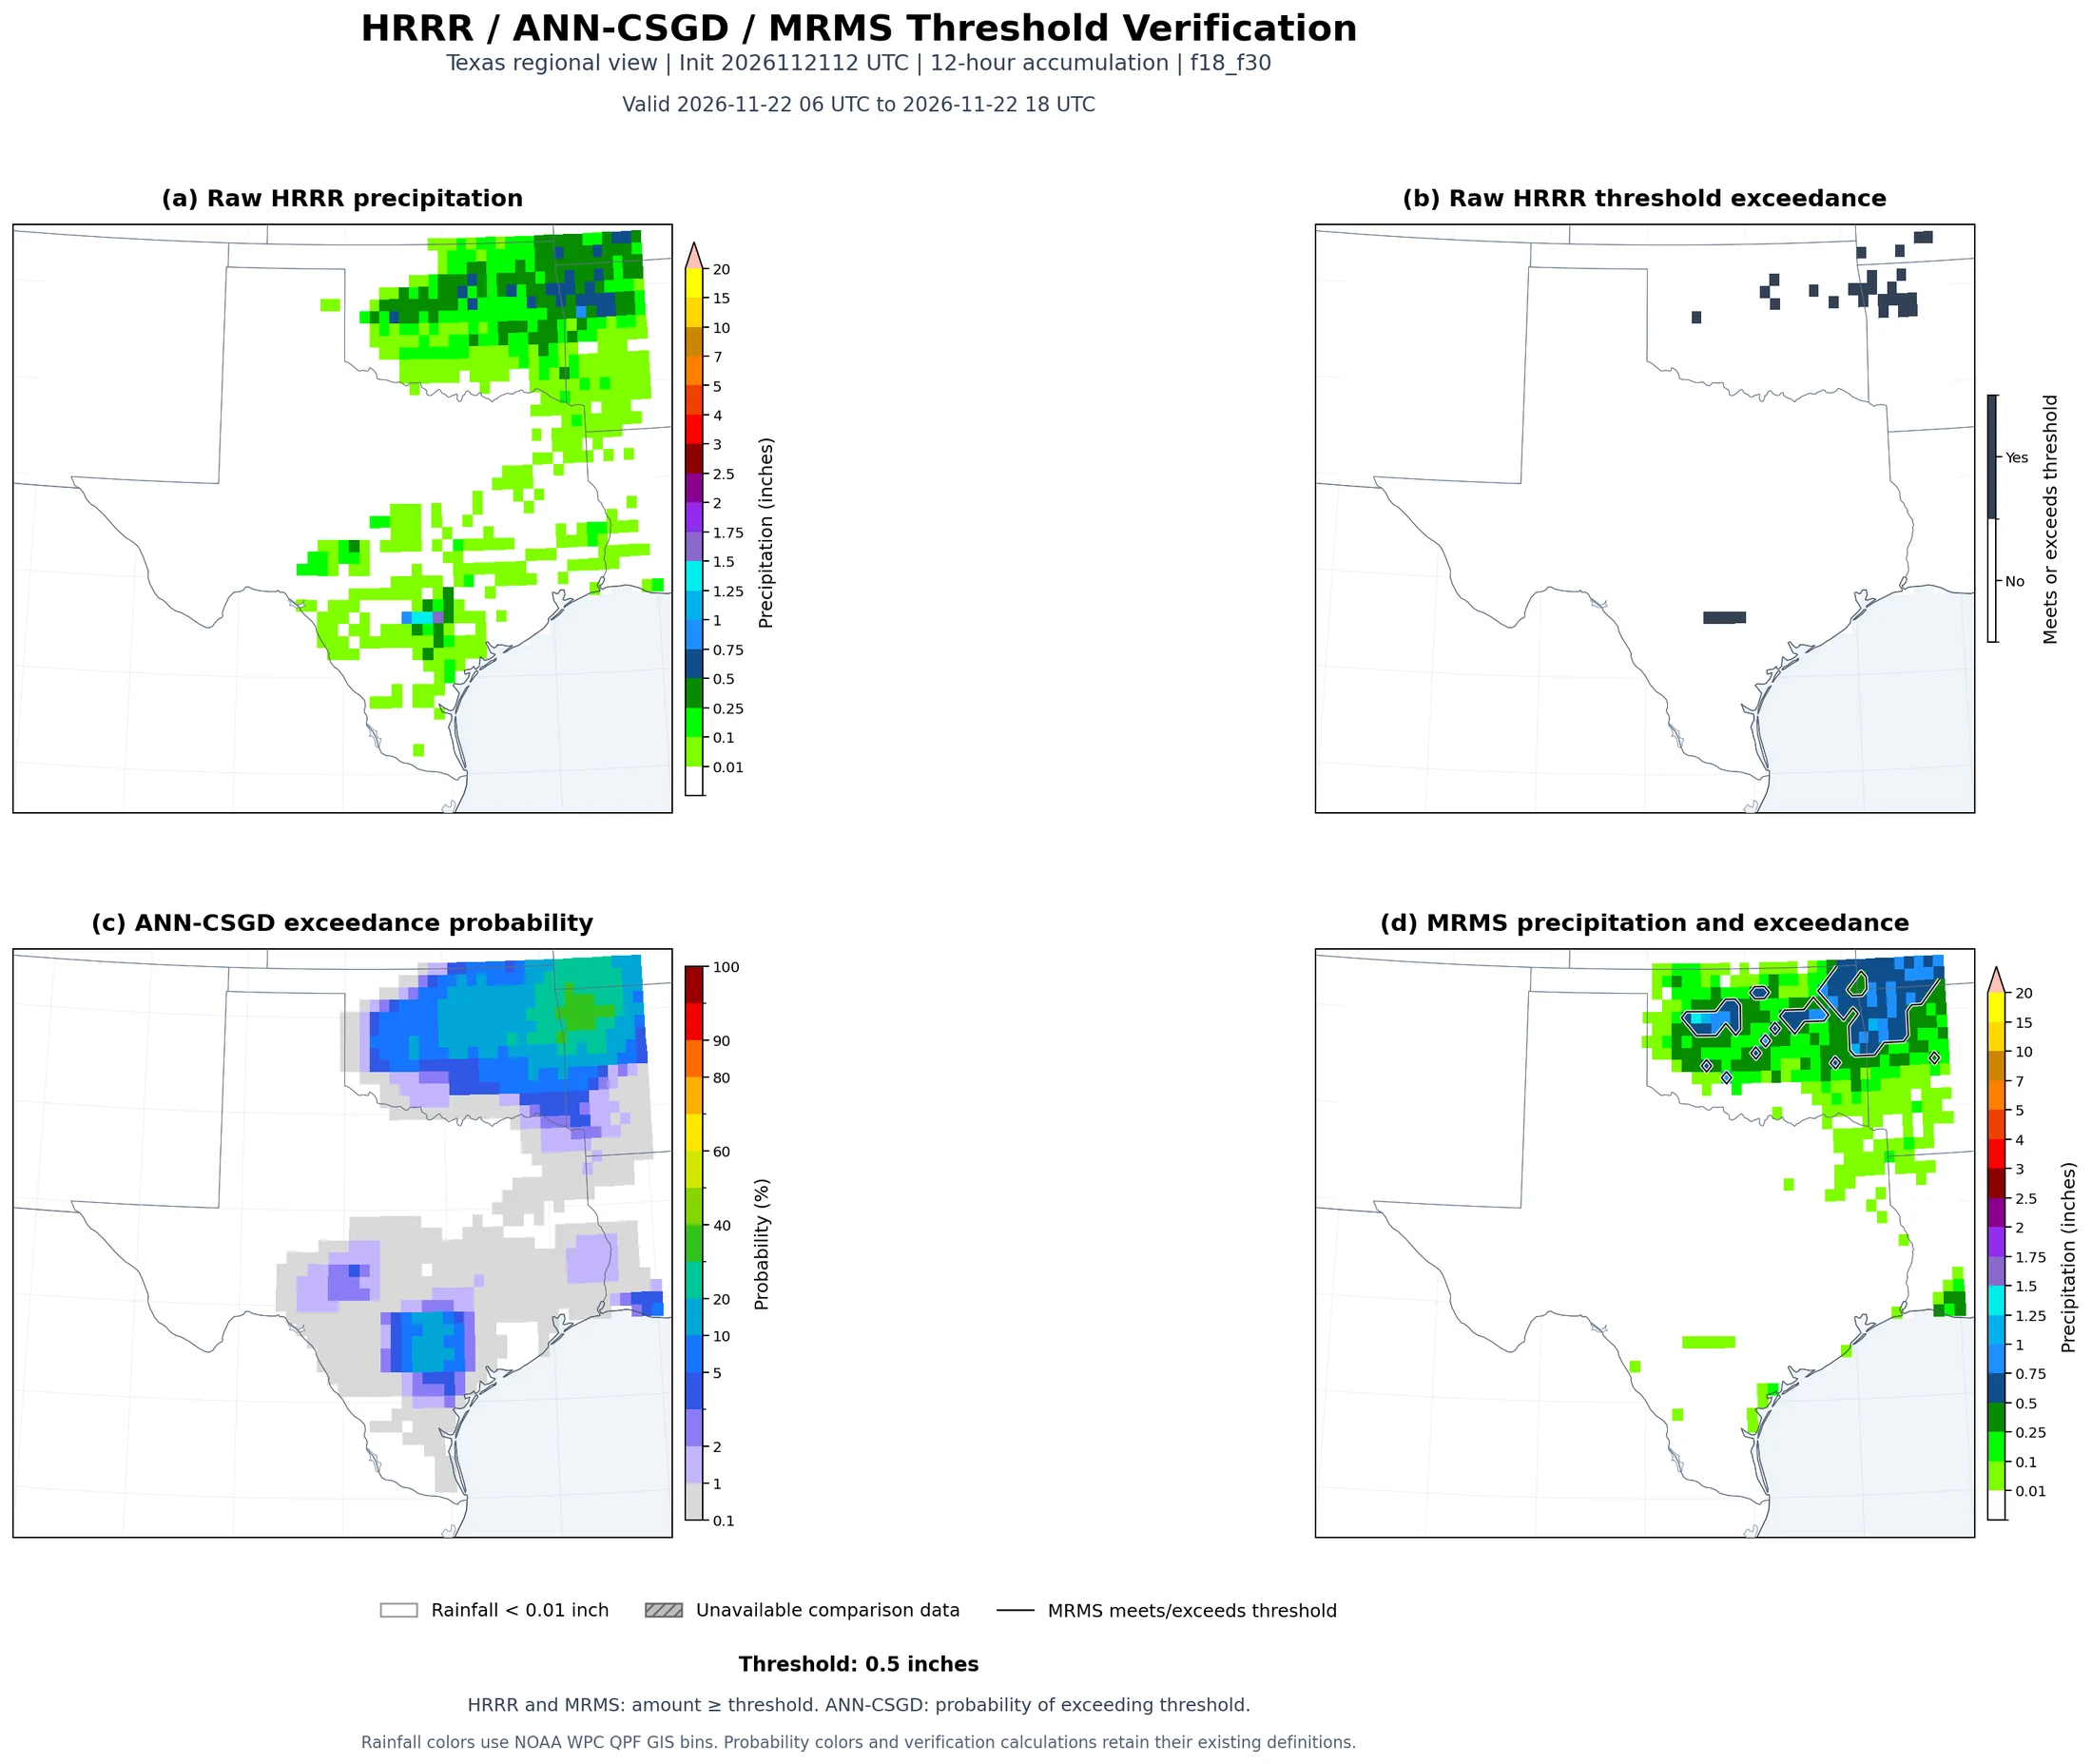 HRRR / ANN-CSGD / MRMS Threshold Verification
Texas regional view | Init 2026112112 UTC | 12-hour accumulation | f18_f30
Valid 2026-11-22 06 UTC to 2026-11-22 18 UTC
(a) Raw HRRR precipitation
20
15
10
7
5
4
3
2.5
2
1.75
1.5
1.25
1
0.75
0.5
0.25
0.1
0.01
Precipitation (inches)
(b) Raw HRRR threshold exceedance
Yes
No
Meets or exceeds threshold
(c) ANN-CSGD exceedance probability
100
90
80
60
40
20
10
5
2
1
0.1
Probability (%)
(d) MRMS precipitation and exceedance
20
15
10
7
5
4
3
2.5
2
1.75
1.5
1.25
1
0.75
0.5
0.25
0.1
0.01
Precipitation (inches)
Rainfall < 0.01 inch
Unavailable comparison data
MRMS meets/exceeds threshold
Threshold: 0.5 inches
HRRR and MRMS: amount ≥ threshold. ANN-CSGD: probability of exceeding threshold.
Rainfall colors use NOAA WPC QPF GIS bins. Probability colors and verification calculations retain their existing definitions.